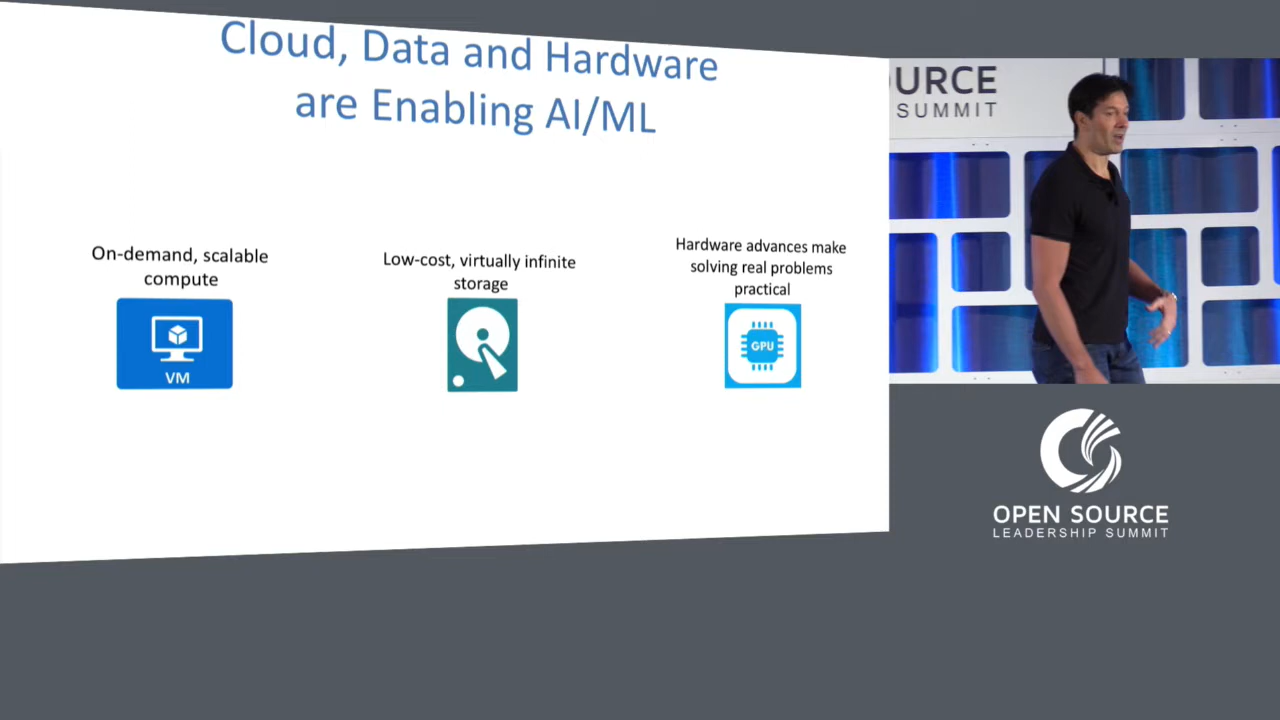 Cloud, Data and Hardware
are Enabling AI/ML
On-demand, scalable
compute
VM
Low-cost, virtually infinite
storage
Hardware advances make
solving real problems
practical
GPU
OURCE
SUMMIT
OPEN SOURCE
LEADERSHIP SUMMIT